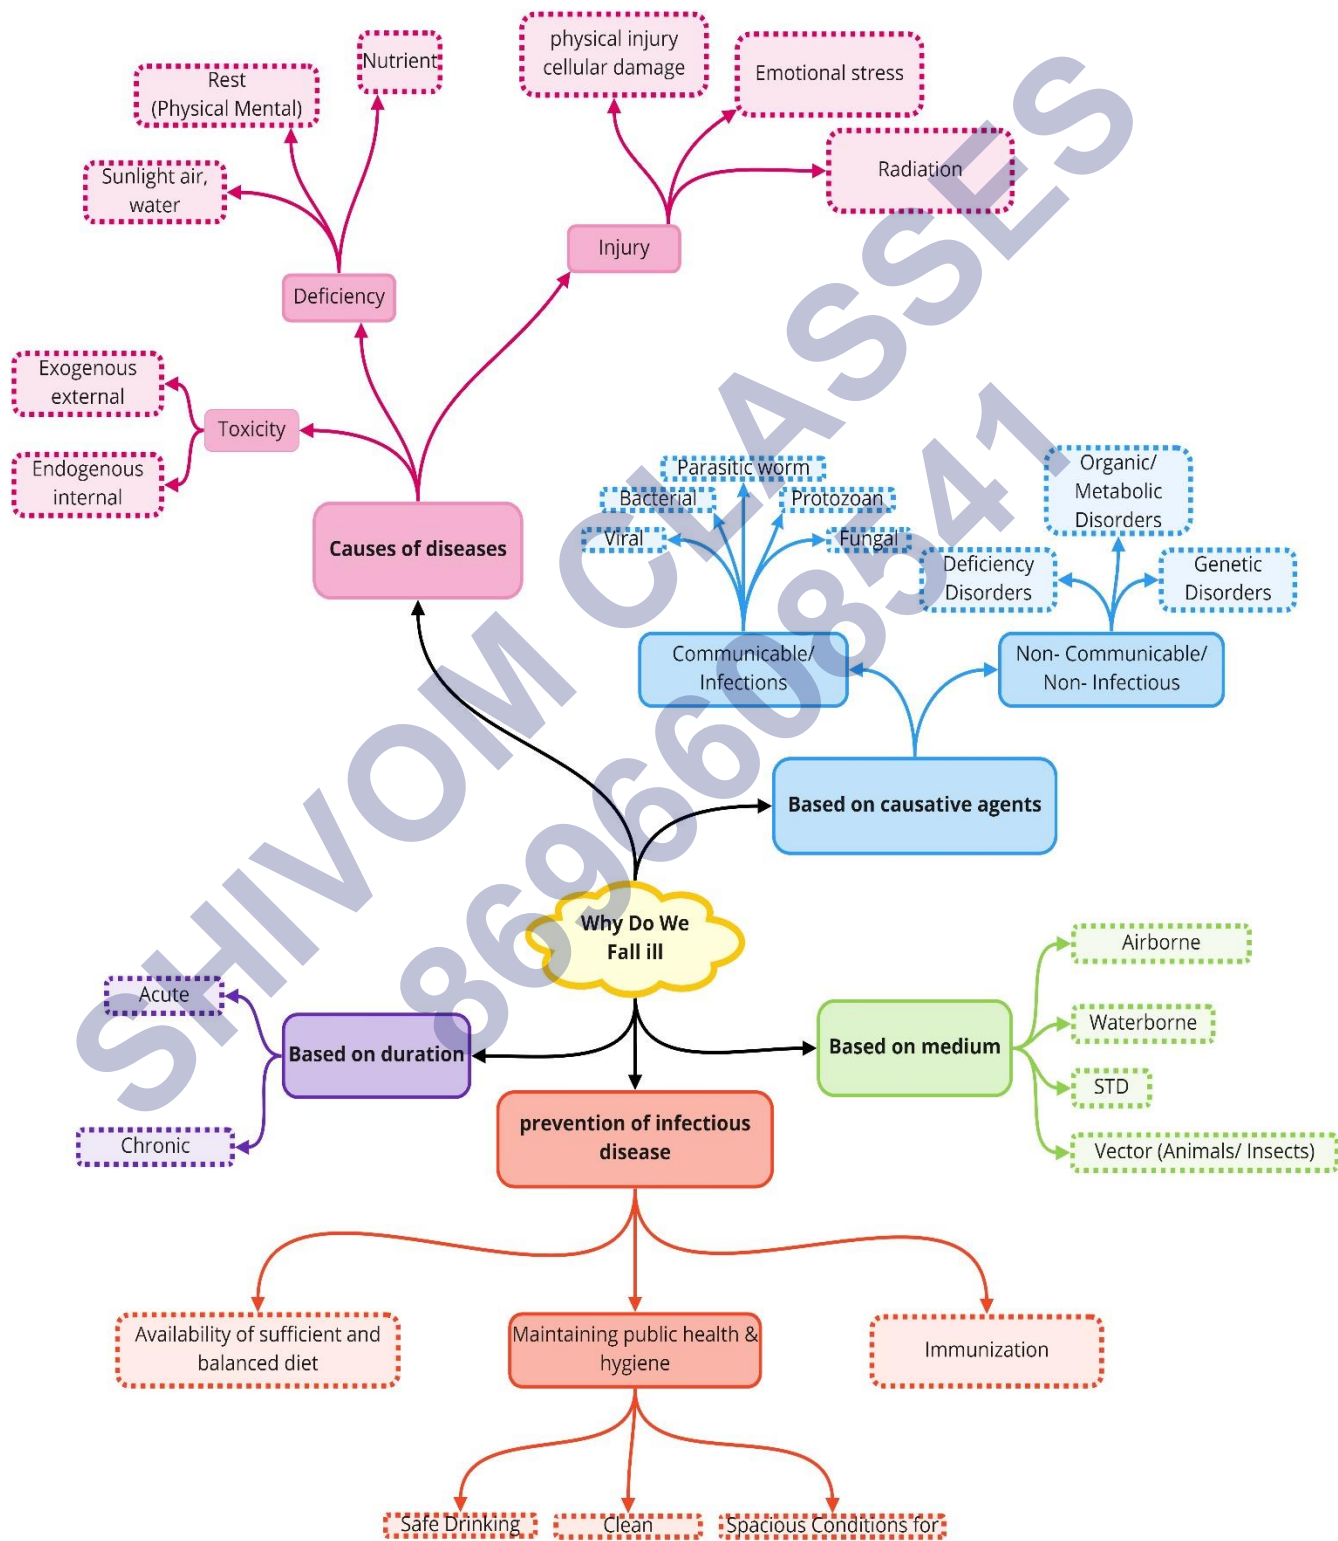 physical injury
cellular damage
Nutrient
Emotional stress
Rest
(Physical Mental)
Radiation
Sunlight air,
water
Injury
Deficiency
Exogenous
external
Toxicity
Endogenous
internal
Causes of diseases
Parasitic worm
Bacterial
Protozoan
Viral
Fungal
Organic/
Metabolic
Disorders
Deficiency
Disorders
Genetic
Disorders
Communicable/
Infections
Non- Communicable/
Non- Infectious
Based on causative agents
Why Do We
Fall ill
Airborne
Acute
Waterborne
Based on duration
Based on medium
STD
Chronic
Vector (Animals/ Insects)
prevention of infectious
disease
Availability of sufficient and
balanced diet
Maintaining public health &
hygiene
Immunization
Safe Drinking
Clean
Spacious Conditions for
SHIVOM CLASSES
8696608541